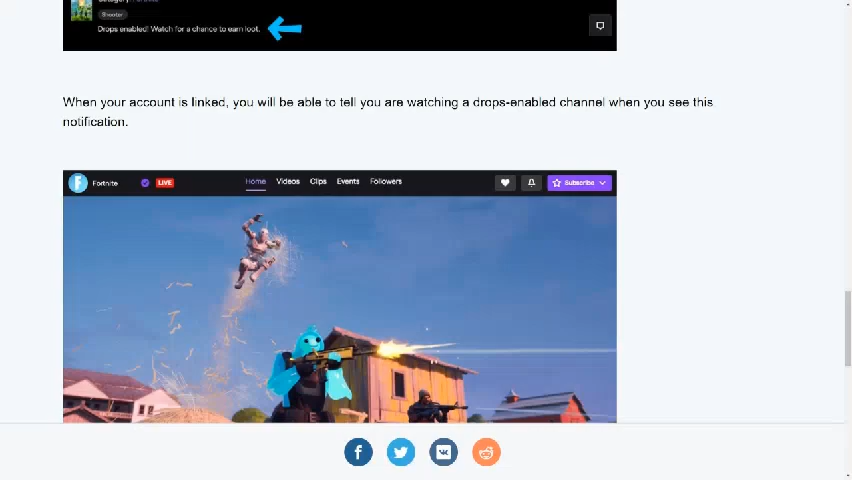 Shooter
Drops enabled! Watch for a chance to earn loot.
When your account is linked, you will be able to tell you are watching a drops-enabled channel when you see this
notification.
Fortnite LIVE Home Videos Clips Events Followers Subscribe